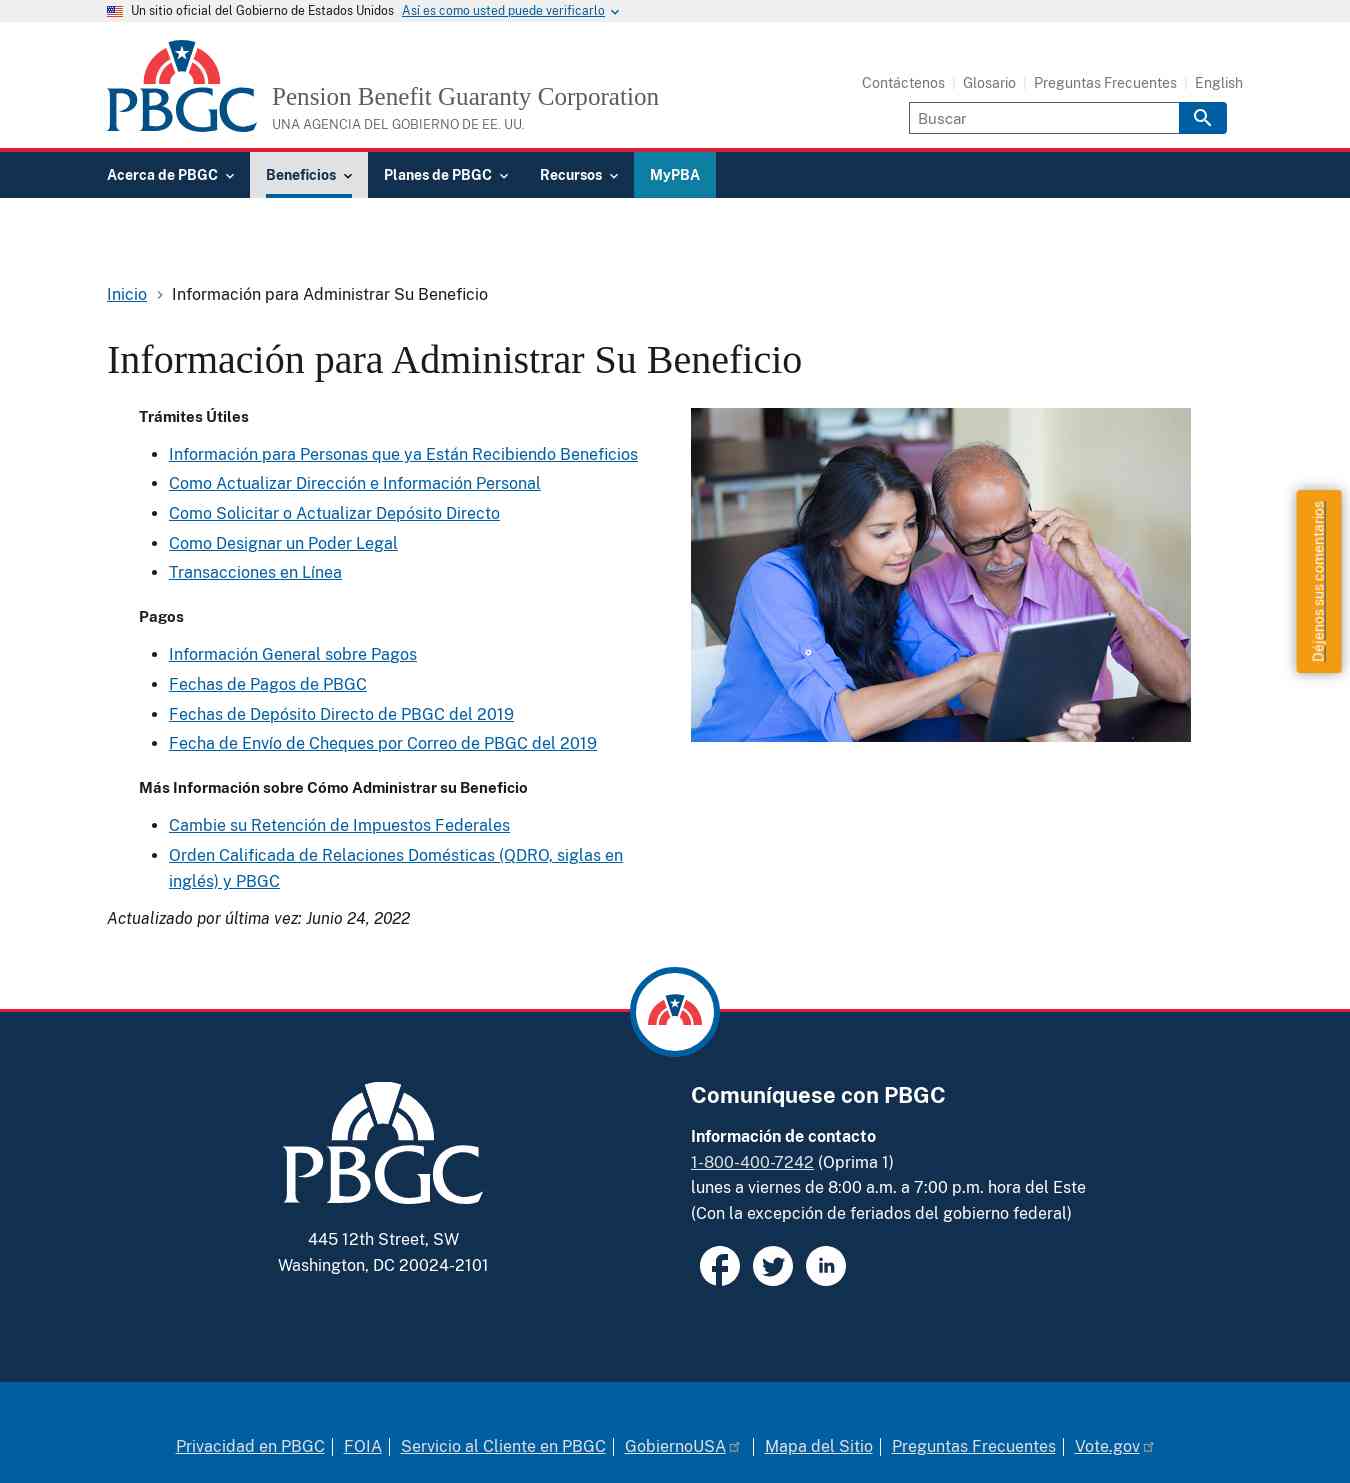 Un sitio oficial del Gobierno de Estados Unidos Así es como usted puede verificarlo
PBGC
Pension Benefit Guaranty Corporation
UNA AGENCIA DEL GOBIERNO DE EE. UU.
Contáctenos | Glosario | Preguntas Frecuentes | English
Buscar
Acerca de PBGC Beneficios Planes de PBGC Recursos MyPBA
Inicio > Información para Administrar Su Beneficio
Información para Administrar Su Beneficio
Trámites Útiles
Información para Personas que ya Están Recibiendo Beneficios
Como Actualizar Dirección e Información Personal
Como Solicitar o Actualizar Depósito Directo
Como Designar un Poder Legal
Transacciones en Línea
Pagos
Información General sobre Pagos
Fechas de Pagos de PBGC
Fechas de Depósito Directo de PBGC del 2019
Fecha de Envío de Cheques por Correo de PBGC del 2019
Más Información sobre Cómo Administrar su Beneficio
Cambie su Retención de Impuestos Federales
Orden Calificada de Relaciones Domésticas (QDRO, siglas en
inglés) y PBGC
Actualizado por última vez: Junio 24, 2022
Déjenos sus comentarios
PBGC
445 12th Street, SW
Washington, DC 20024-2101
Comuníquese con PBGC
Información de contacto
1-800-400-7242 (Oprima 1)
lunes a viernes de 8:00 a.m. a 7:00 p.m. hora del Este
(Con la excepción de feriados del gobierno federal)
Privacidad en PBGC | FOIA | Servicio al Cliente en PBGC | GobiernoUSA | Mapa del Sitio | Preguntas Frecuentes | Vote.gov